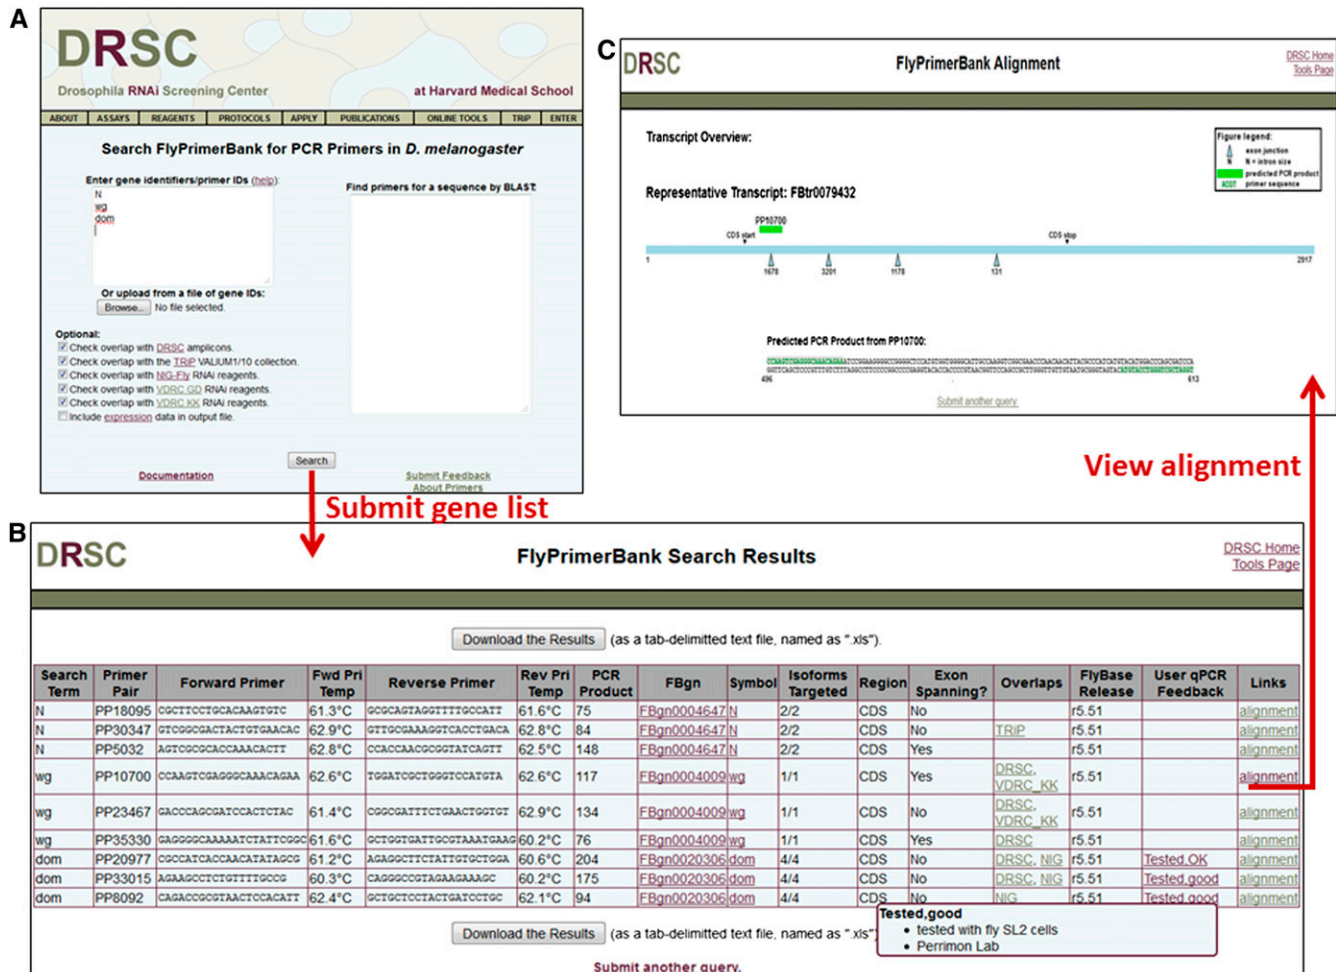 A
DRSC
Drosophila RNAi Screening Center at Harvard Medical School
ABOUT ASSAYS REAGENTS PROTOCOLS APPLY PUBLICATIONS ONLINE TOOLS TRiP ENTER
Search FlyPrimerBank for PCR Primers in D. melanogaster
Enter gene identifiers/primer IDs (help):
N
wg
dom
Find primers for a sequence by BLAST:
Or upload from a file of gene IDs:
Browse... No file selected.
Optional:
Check overlap with DRSC amplicons.
Check overlap with the TRiP VALIUM1/10 collection.
Check overlap with NIG-Fly RNAi reagents.
Check overlap with VDRC GD RNAi reagents.
Check overlap with VDRC KK RNAi reagents.
Include expression data in output file.
Search
Documentation
Submit Feedback
About Primers
Submit gene list
C
DRSC
FlyPrimerBank Alignment
DRSC Home
Tools Page
Transcript Overview:
Figure legend:
exon junction
N N = intron size
predicted PCR product
ACGT primer sequence
Representative Transcript: FBtr0079432
PP10700
CDS start
CDS stop
1 1678 3201 1178 131 2917
Predicted PCR Product from PP10700:
496 613
Submit another query.
View alignment
B
DRSC
FlyPrimerBank Search Results
DRSC Home
Tools Page
Download the Results (as a tab-delimitted text file, named as ".xls").
Search Term Primer Pair Forward Primer Fwd Pri Temp Reverse Primer Rev Pri Temp PCR Product FBgn Symbol Isoforms Targeted Region Exon Spanning? Overlaps FlyBase Release User qPCR Feedback Links
N PP18095 CGCTTCCTGCACAAGTGTC 61.3°C GCGCAGTAGGTTTTGCCATT 61.6°C 75 FBgn0004647 N 2/2 CDS No r5.51 alignment
N PP30347 GTCGGCGACTACTGTGAACAC 62.9°C GTTGCGAAAGGTCACCTGACA 62.8°C 84 FBgn0004647 N 2/2 CDS No TRiP r5.51 alignment
N PP5032 AGTCGCGCACCAAACACTT 62.8°C CCACCAACGCGGTATCAGTT 62.5°C 148 FBgn0004647 N 2/2 CDS Yes r5.51 alignment
wg PP10700 CCAAGTCGAGGGCAAACAGAA 62.6°C TGGATCGCTGGGTCCATGTA 62.6°C 117 FBgn0004009 wg 1/1 CDS Yes DRSC, VDRC_KK r5.51 alignment
wg PP23467 GACCCAGCGATCCACTCTAC 61.4°C CGGCGATTTCTGAACTGGTGT 62.9°C 134 FBgn0004009 wg 1/1 CDS No DRSC, VDRC_KK r5.51 alignment
wg PP35330 GAGGGGCAAAAATCTATTCGGC 61.6°C GCTGGTGATTGCGTAAATGAAG 60.2°C 76 FBgn0004009 wg 1/1 CDS Yes DRSC r5.51 alignment
dom PP20977 CGCCATCACCAACATATAGCG 61.2°C AGAGGCTTCTATTGTGCTGGA 60.6°C 204 FBgn0020306 dom 4/4 CDS No DRSC, NIG r5.51 Tested,OK alignment
dom PP33015 AGAAGCCTCTGTTTTGCCG 60.3°C CAGGGCCGTAGAAGAAAGC 60.2°C 175 FBgn0020306 dom 4/4 CDS No DRSC, NIG r5.51 Tested,good alignment
dom PP8092 CAGACCGCGTAACTCCACATT 62.4°C GCTGCTCCTACTGATCCTGC 62.1°C 94 FBgn0020306 dom 4/4 CDS No NIG r5.51 Tested,good alignment
Tested,good
• tested with fly SL2 cells
• Perrimon Lab
Download the Results (as a tab-delimitted text file, named as ".xls")
Submit another query.